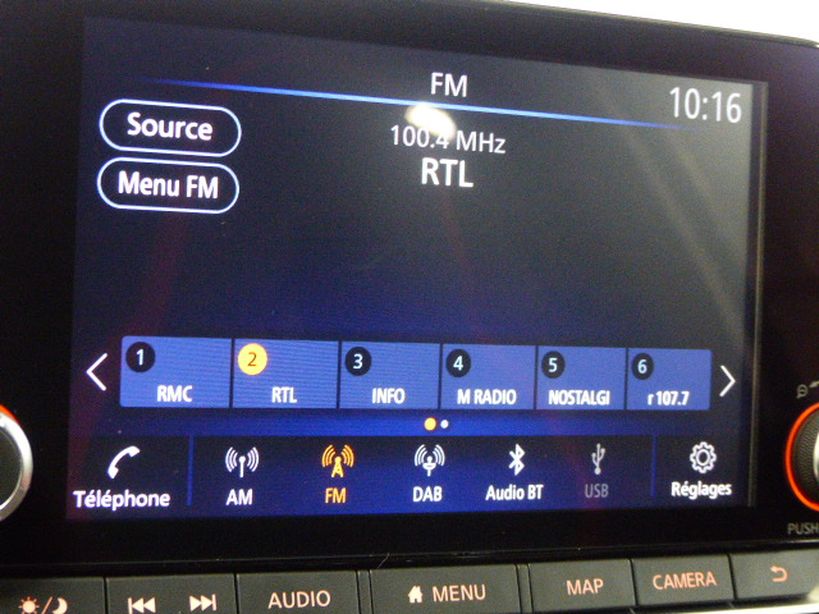 FM
10:16
Source
100.4 MHz
Menu FM
RTL
1 2 3 4 5 6
RMC RTL INFO M RADIO NOSTALGI r 107.7
Téléphone AM FM DAB Audio BT USB Réglages
PUSH
AUDIO MENU MAP CAMERA